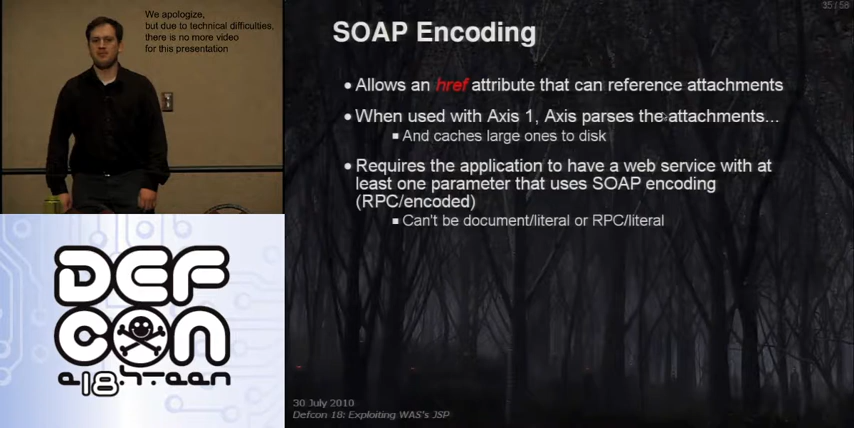 We apologize,
but due to technical difficulties,
there is no more video
for this presentation
35 / 58
SOAP Encoding
• Allows an href attribute that can reference attachments
• When used with Axis 1, Axis parses the attachments...
▪ And caches large ones to disk
• Requires the application to have a web service with at
least one parameter that uses SOAP encoding
(RPC/encoded)
▪ Can't be document/literal or RPC/literal
DEF
CON
e18hteen
30 July 2010
Defcon 18: Exploiting WAS's JSP